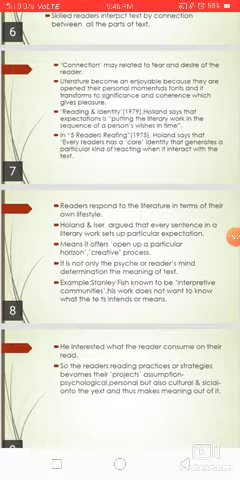 9:46PM
58%
Skilled readers interpct text by connection
between all the parts of text.
6
'Connection' may related to fear and desire of the
reader.
Literature become an enjoyable because they are
opened their personal momentsas fonts and it
transforms to significance and coherence which
gives pleasure.
'Reading & Identity'(1979),Holand says that
expectations is "putting the literary work in the
sequence of a person's wishes in time".
In "5 Readers Reading"(1975), Holand says that
'Every readers has a 'core' identity that generates a
particular kind of reacting when it interact with the
text.
7
Readers respond to the literature in terms of their
own lifestyle.
Holand & Iser argued that every sentence in a
literary work sets up particular expectation.
Means it offers 'open up a particular
horizon','creative' process.
It is not only the psyche or reader's mind
determination the meaning of text.
Example:Stanley Fish known to be 'interpretive
communities',his work does not want to know
what the te ts intends or means.
8
He interested what the reader consume on their
read.
So the readers reading practices or strategies
bevomes their 'projects' assumption-
psychological,personal but also cultural & sicial-
onto the yext and thus makes meaning out of it.